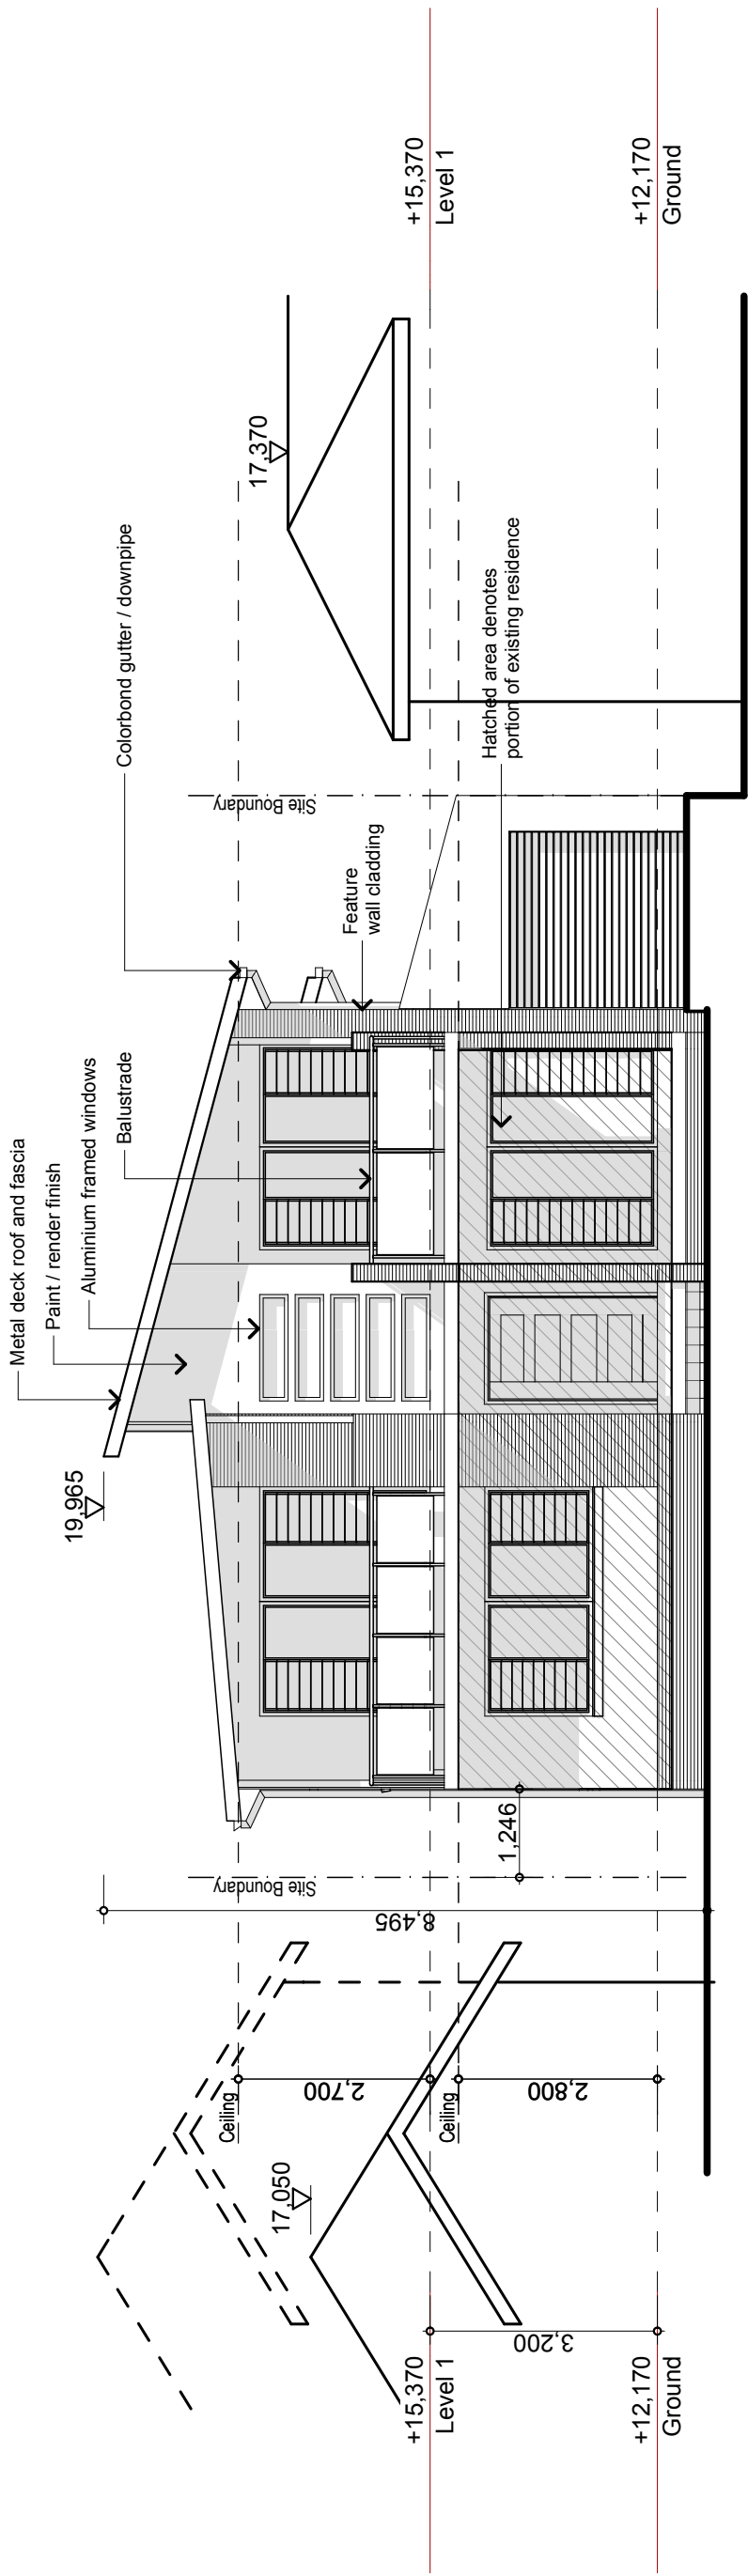 Metal deck roof and fascia
Paint / render finish
Aluminium framed windows
Balustrade
Colorbond gutter / downpipe
19,965
17,370
Feature
wall cladding
Site Boundary
Site Boundary
Hatched area denotes
portion of existing residence
17,050
Ceiling
2,700
Ceiling
2,800
8,495
1,246
3,200
+15,370
Level 1
+12,170
Ground
+15,370
Level 1
+12,170
Ground